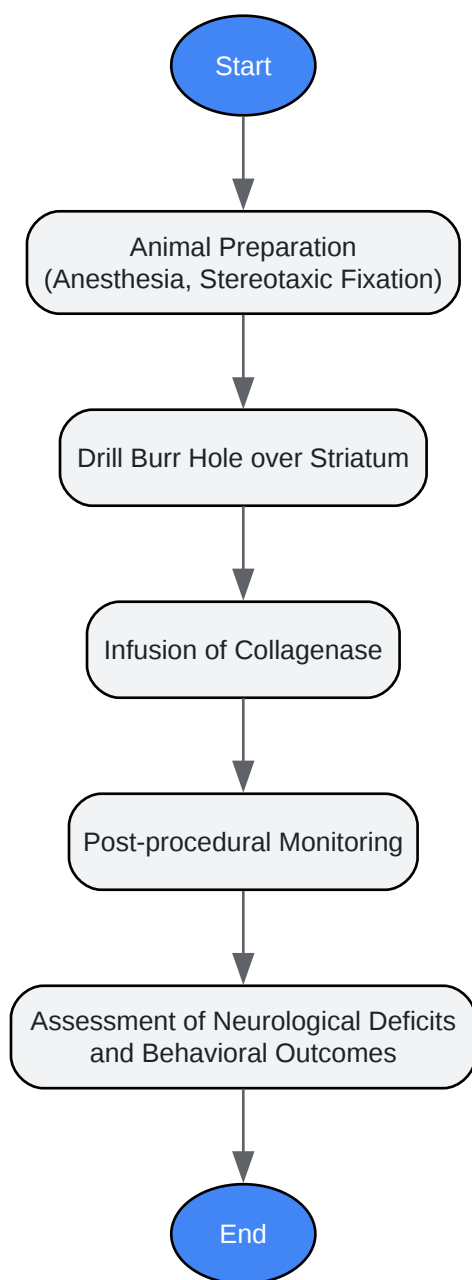 Start
Animal Preparation
(Anesthesia, Stereotaxic Fixation)
Drill Burr Hole over Striatum
Infusion of Collagenase
Post-procedural Monitoring
Assessment of Neurological Deficits
and Behavioral Outcomes
End